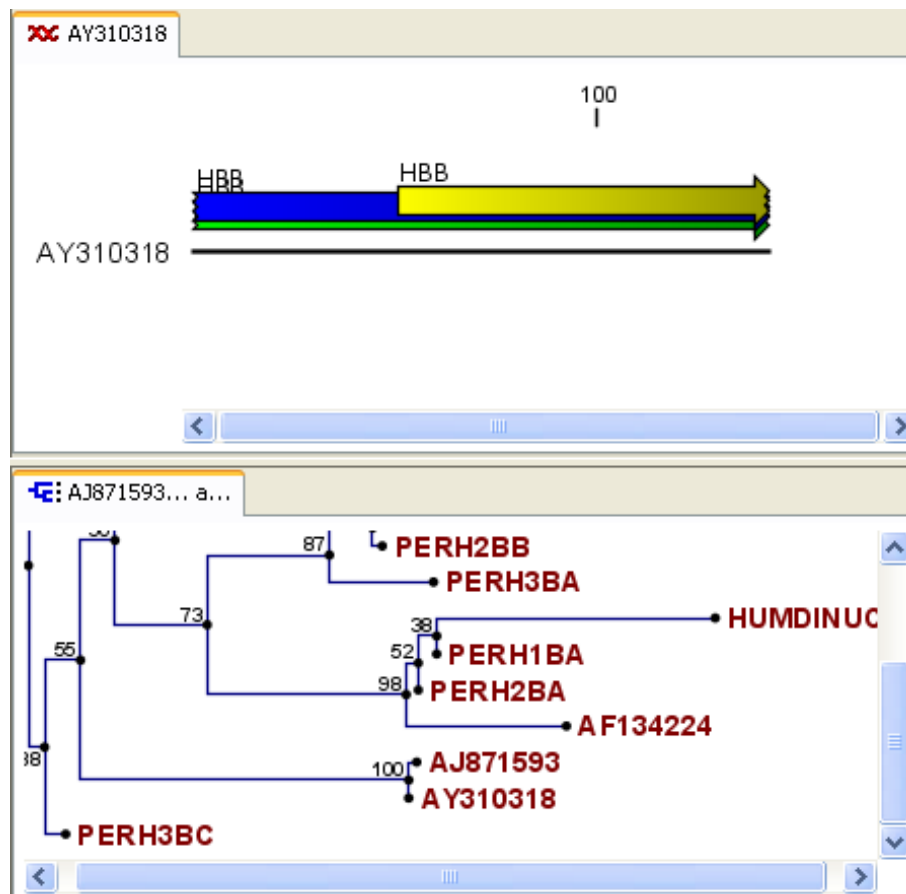 AY310318
100
HBB
HBB
HBB
AY310318
AJ871593... a...
87
PERH2BB
PERH3BA
73
38
HUMDINUC
55
52
PERH1BA
98
PERH2BA
AF134224
AJ871593
100
AY310318
PERH3BC